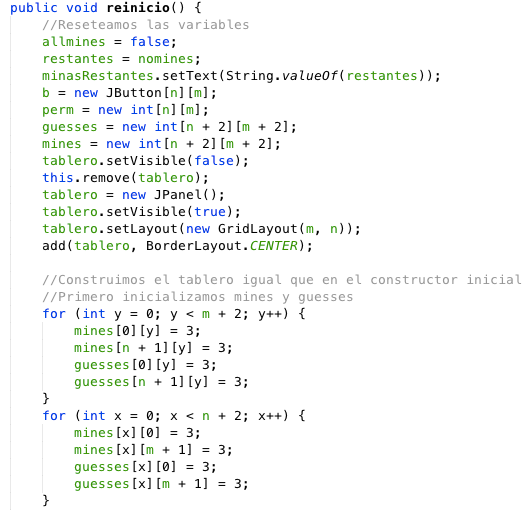 public void reinicio() {
    //Reseteamos las variables
    allmines = false;
    restantes = nomines;
    minasRestantes.setText(String.valueOf(restantes));
    b = new JButton[n][m];
    perm = new int[n][m];
    guesses = new int[n + 2][m + 2];
    mines = new int[n + 2][m + 2];
    tablero.setVisible(false);
    this.remove(tablero);
    tablero = new JPanel();
    tablero.setVisible(true);
    tablero.setLayout(new GridLayout(m, n));
    add(tablero, BorderLayout.CENTER);

    //Construimos el tablero igual que en el constructor inicial
    //Primero inicializamos mines y guesses
    for (int y = 0; y < m + 2; y++) {
        mines[0][y] = 3;
        mines[n + 1][y] = 3;
        guesses[0][y] = 3;
        guesses[n + 1][y] = 3;
    }
    for (int x = 0; x < n + 2; x++) {
        mines[x][0] = 3;
        mines[x][m + 1] = 3;
        guesses[x][0] = 3;
        guesses[x][m + 1] = 3;
    }